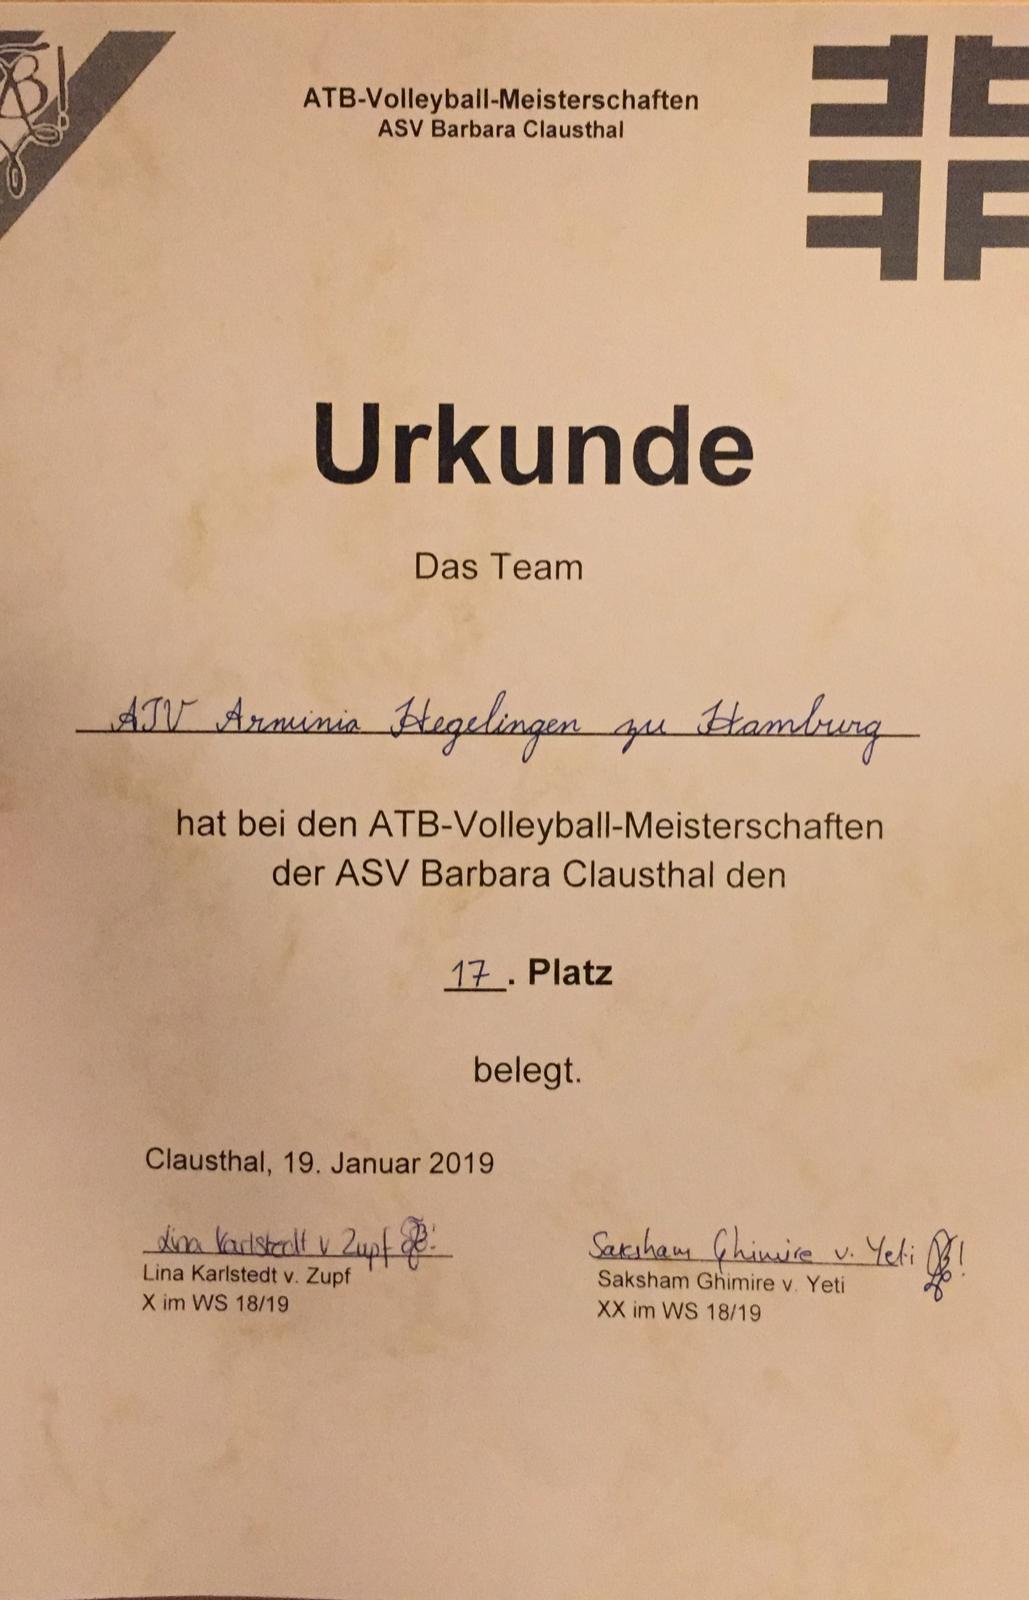 ATB-Volleyball-Meisterschaften
ASV Barbara Clausthal
Urkunde
Das Team
ATV Arminia Hegelingen zu Hamburg
hat bei den ATB-Volleyball-Meisterschaften
der ASV Barbara Clausthal den
17. Platz
belegt.
Clausthal, 19. Januar 2019
Lina Karlstedt v Zupf
Saksham Ghimire v. Yeti
Lina Karlstedt v. Zupf
Saksham Ghimire v. Yeti
X im WS 18/19
XX im WS 18/19